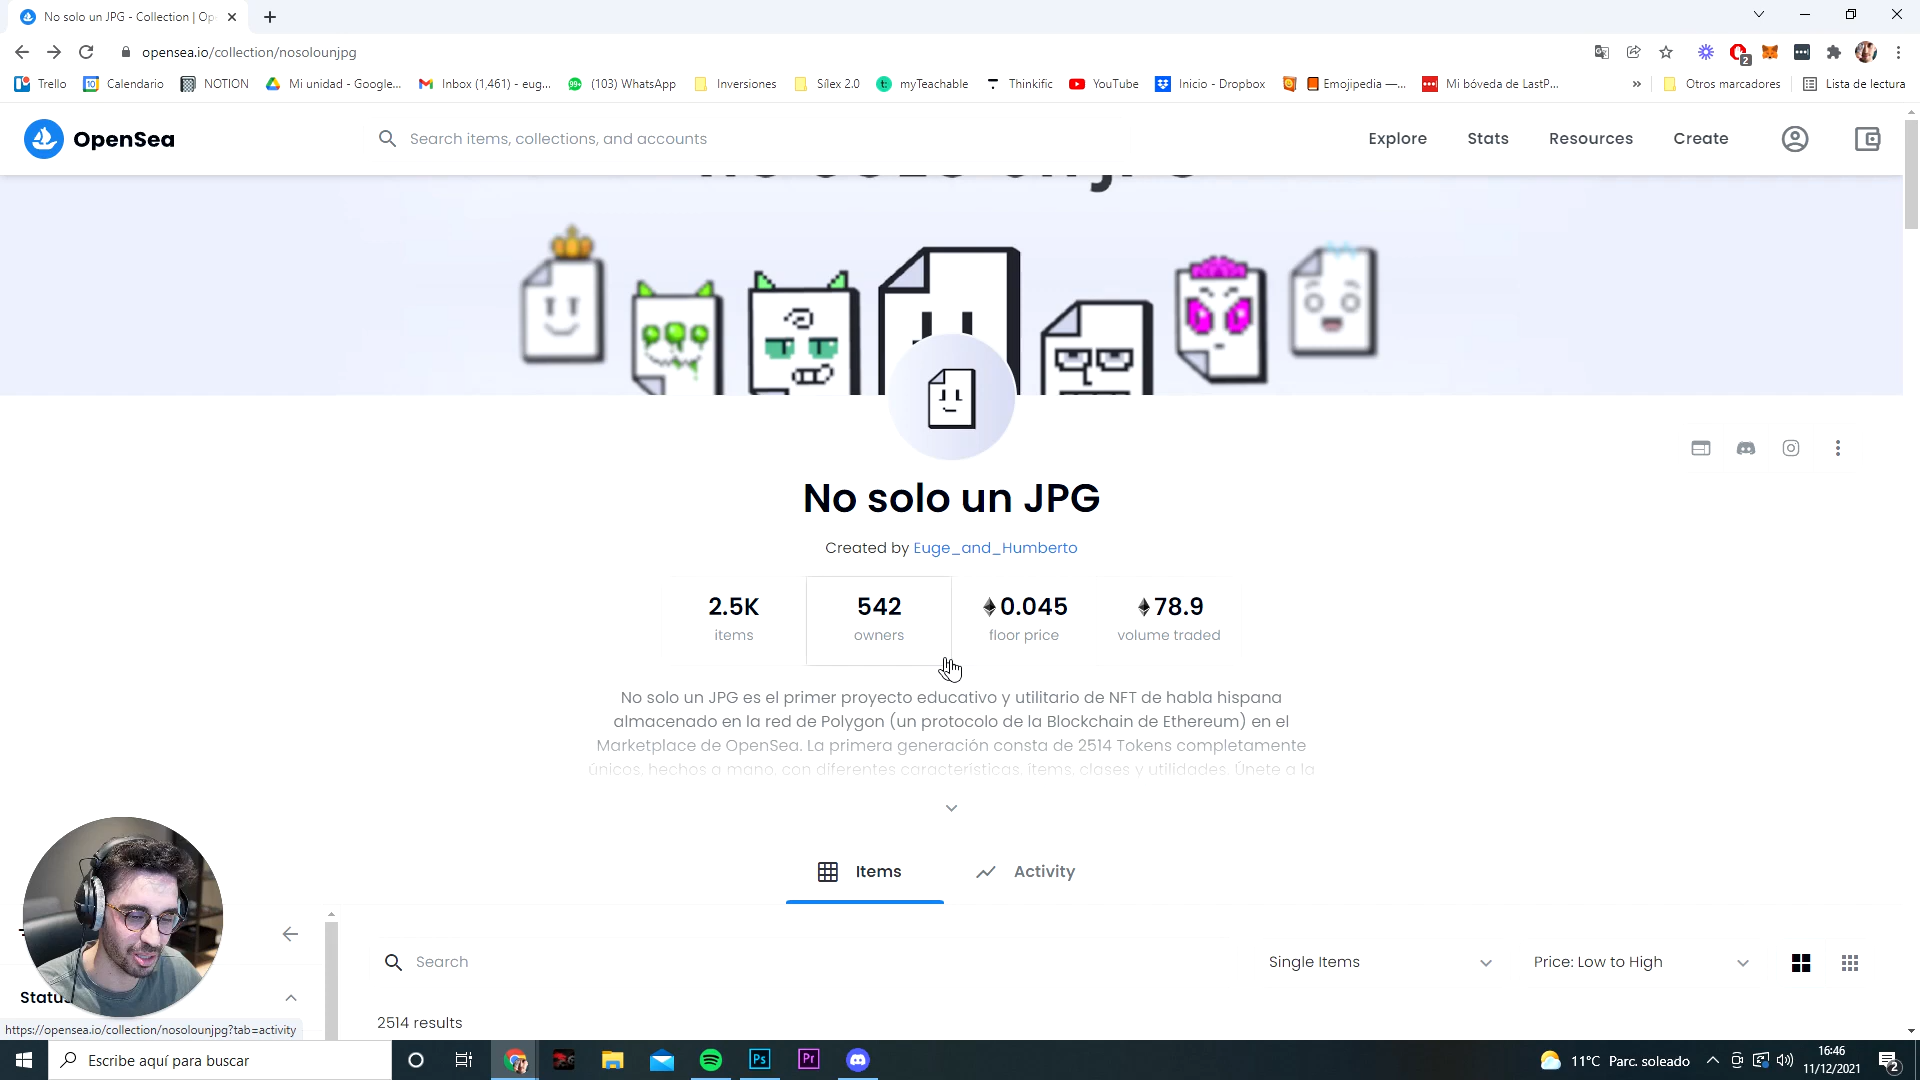 No solo un JPG - Collection | Op
opensea.io/collection/nosolounjpg
2
Trello
10
Calendario
NOTION
Mi unidad - Google...
Inbox (1,461) - eug...
99+
(103) WhatsApp
Inversiones
Sílex 2.0
t
myTeachable
Thinkific
YouTube
Inicio - Dropbox
Emojipedia —...
Mi bóveda de LastP...
»
Otros marcadores
Lista de lectura
OpenSea
Search items, collections, and accounts
Explore
Stats
Resources
Create
No solo un JPG
Created by Euge_and_Humberto
2.5K
items
542
owners
0.045
floor price
78.9
volume traded
No solo un JPG es el primer proyecto educativo y utilitario de NFT de habla hispana
almacenado en la red de Polygon (un protocolo de la Blockchain de Ethereum) en el
Marketplace de OpenSea. La primera generación consta de 2514 Tokens completamente
únicos, hechos a mano, con diferentes características, ítems, clases y utilidades. Únete a la
Items
Activity
Search
Single Items
Price: Low to High
Status
2514 results
https://opensea.io/collection/nosolounjpg?tab=activity
Escribe aquí para buscar
Ps
Pr
11°C Parc. soleado
16:46
11/12/2021
2